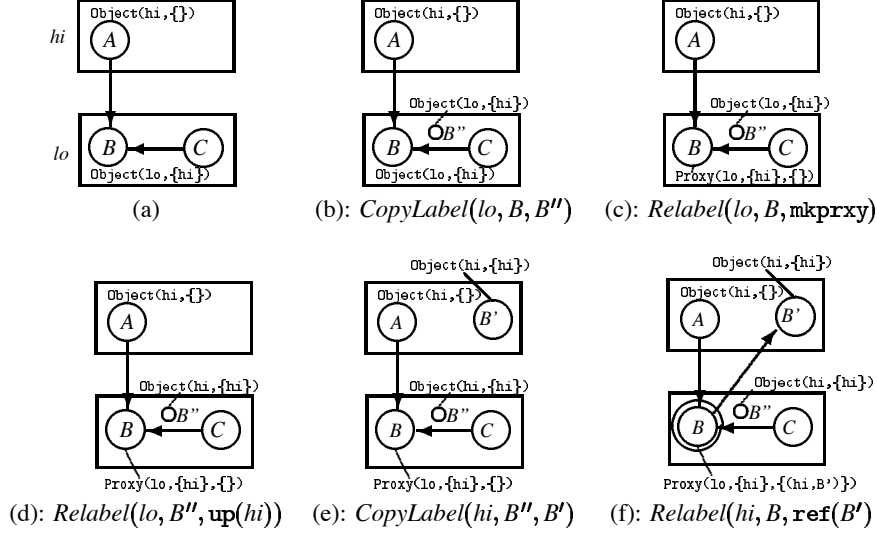 Object(hi,{}) Object(hi,{}) Object(hi,{})
hi A A A
Object(lo,{hi}) Object(lo,{hi})
lo B C B B" C B B" C
Object(lo,{hi}) Object(lo,{hi}) Proxy(lo,{hi},{})
(a) (b): CopyLabel(lo, B, B″) (c): Relabel(lo, B, mkprxy)
Object(hi,{hi}) Object(hi,{hi})
Object(hi,{}) Object(hi,{}) Object(hi,{})
A A B' A B'
Object(hi,{hi}) Object(hi,{hi}) Object(hi,{hi})
B B" C B B" C B B" C
Proxy(lo,{hi},{}) Proxy(lo,{hi},{}) Proxy(lo,{hi},{(hi,B')})
(d): Relabel(lo, B″, up(hi)) (e): CopyLabel(hi, B″, B′) (f): Relabel(hi, B, ref(B′)